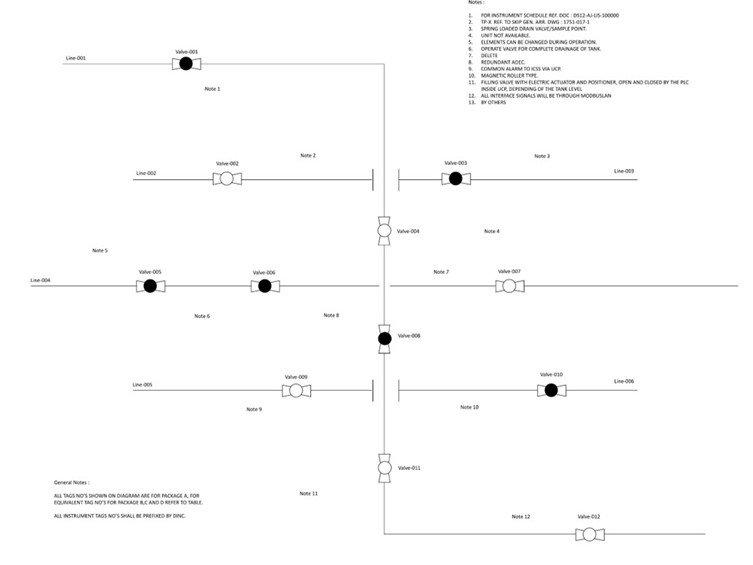 Notes :
1. FOR INSTRUMENT SCHEDULE REF. DOC : DS12-AJ-US-100000
2. TP-X REF. TO SKIP GEN. ARR. DWG : 1751-017-1
3. SPRING LOADED DRAIN VALVE/SAMPLE POINT.
4. UNIT NOT AVAILABLE.
5. ELEMENTS CAN BE CHANGED DURING OPERATION.
6. OPERATE VALVE FOR COMPLETE DRAINAGE OF TANK.
7. DELETE
8. REDUNDANT ADEC.
9. COMMON ALARM TO ICSS VIA UCP.
10. MAGNETIC ROLLER TYPE.
11. FILLING VALVE WITH ELECTRIC ACTUATOR AND POSITIONER, OPEN AND CLOSED BY THE PLC
INSIDE UCP, DEPENDING OF THE TANK LEVEL
12. ALL INTERFACE SIGNALS WILL BE THROUGH MODBUSLAN
13. BY OTHERS
Valve-001
Line-001
Note 1
Note 2
Note 3
Valve-002
Valve-003
Line-002
Line-003
Valve-004
Note 4
Note 5
Valve-005
Valve-006
Note 7
Valve-007
Line-004
Note 6
Note 8
Valve-008
Valve-009
Valve-010
Line-005
Line-006
Note 9
Note 10
Valve-011
General Notes :
ALL TAGS NO'S SHOWN ON DIAGRAM ARE FOR PACKAGE A, FOR
EQUIVALENT TAG NO'S FOR PACKAGE B,C AND D REFER TO TABLE.
ALL INSTRUMENT TAGS NO'S SHALL BE PREFIXED BY DINC.
Note 11
Note 12
Valve-012